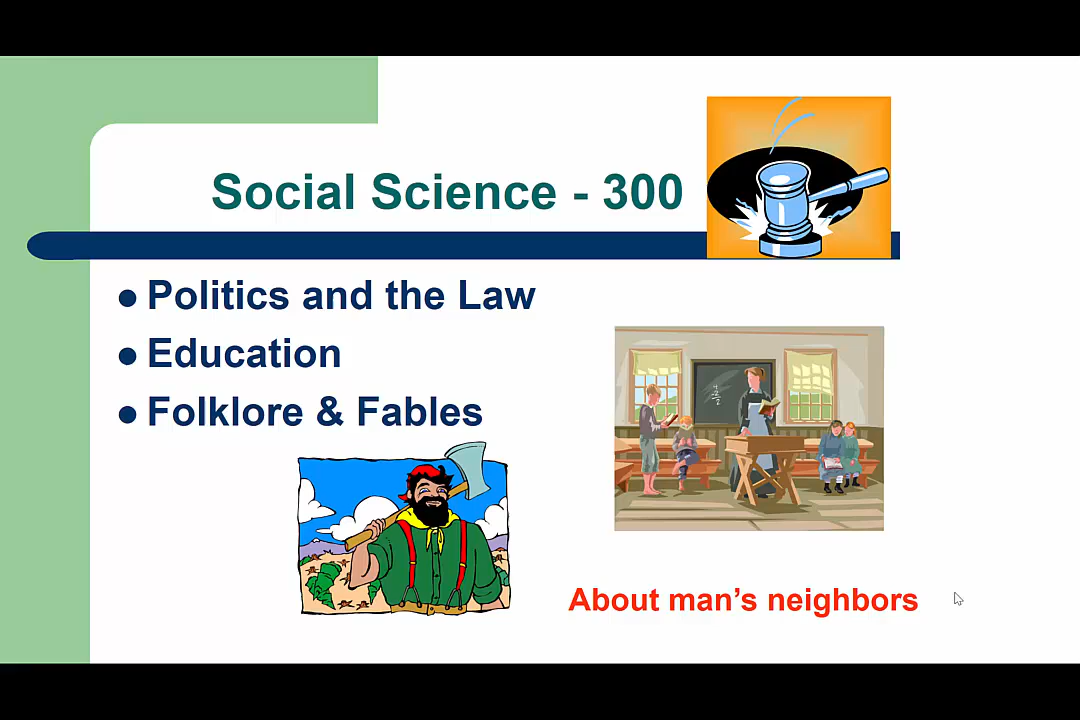 Social Science - 300
● Politics and the Law
● Education
● Folklore & Fables
About man's neighbors